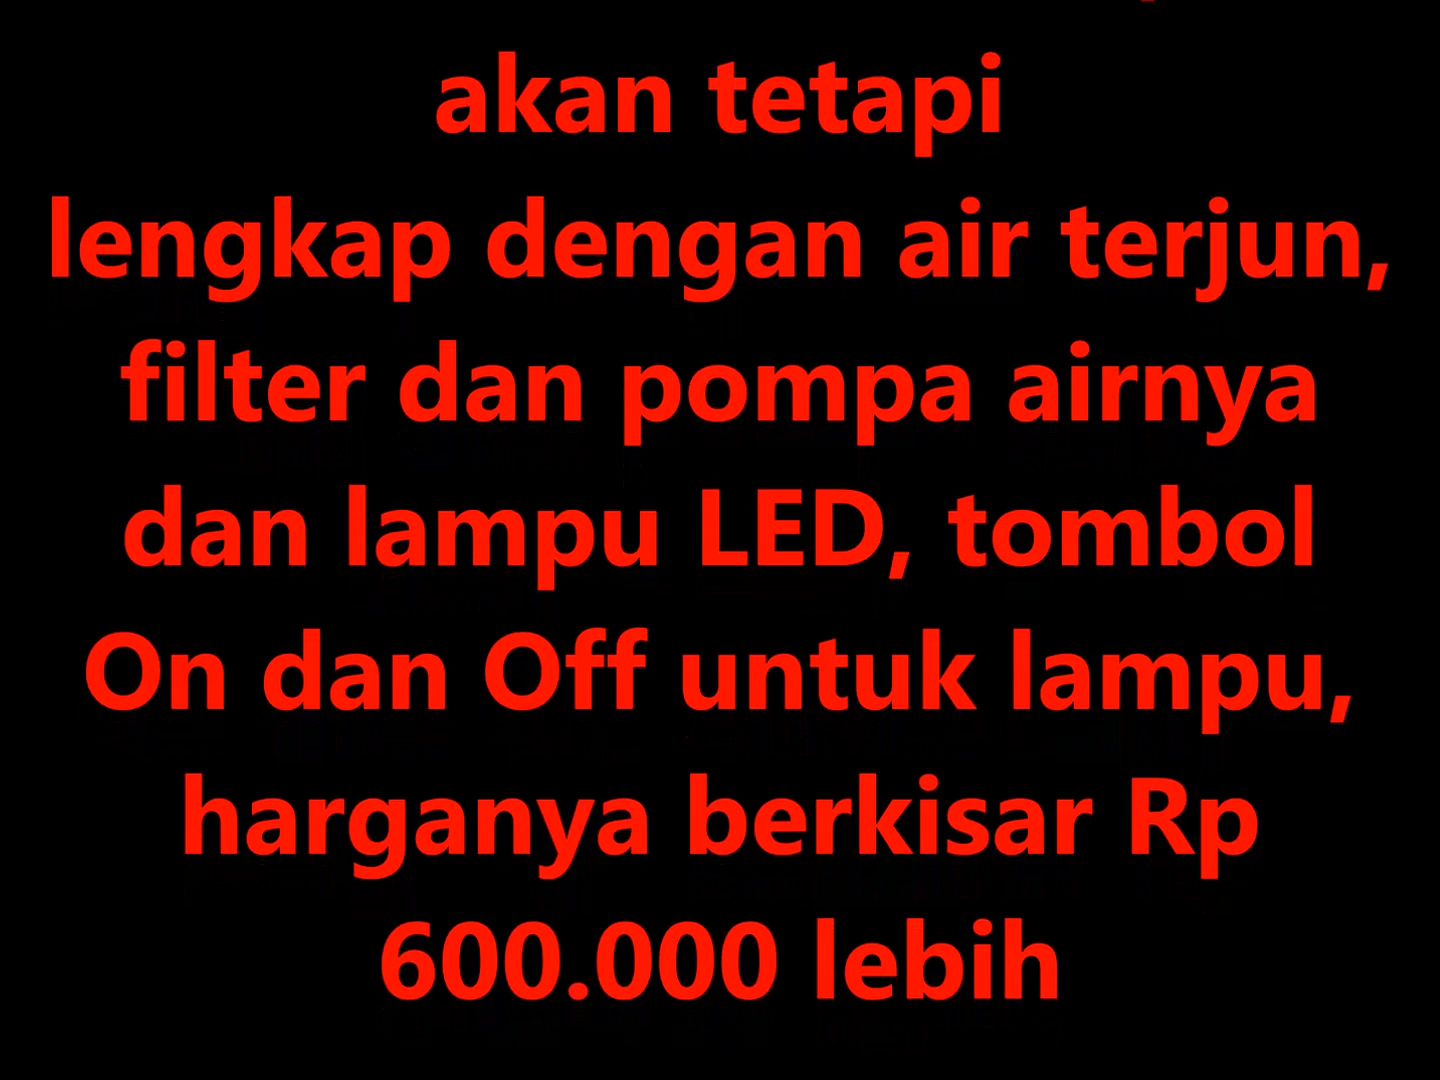 akan tetapi
lengkap dengan air terjun,
filter dan pompa airnya
dan lampu LED, tombol
On dan Off untuk lampu,
harganya berkisar Rp
600.000 lebih